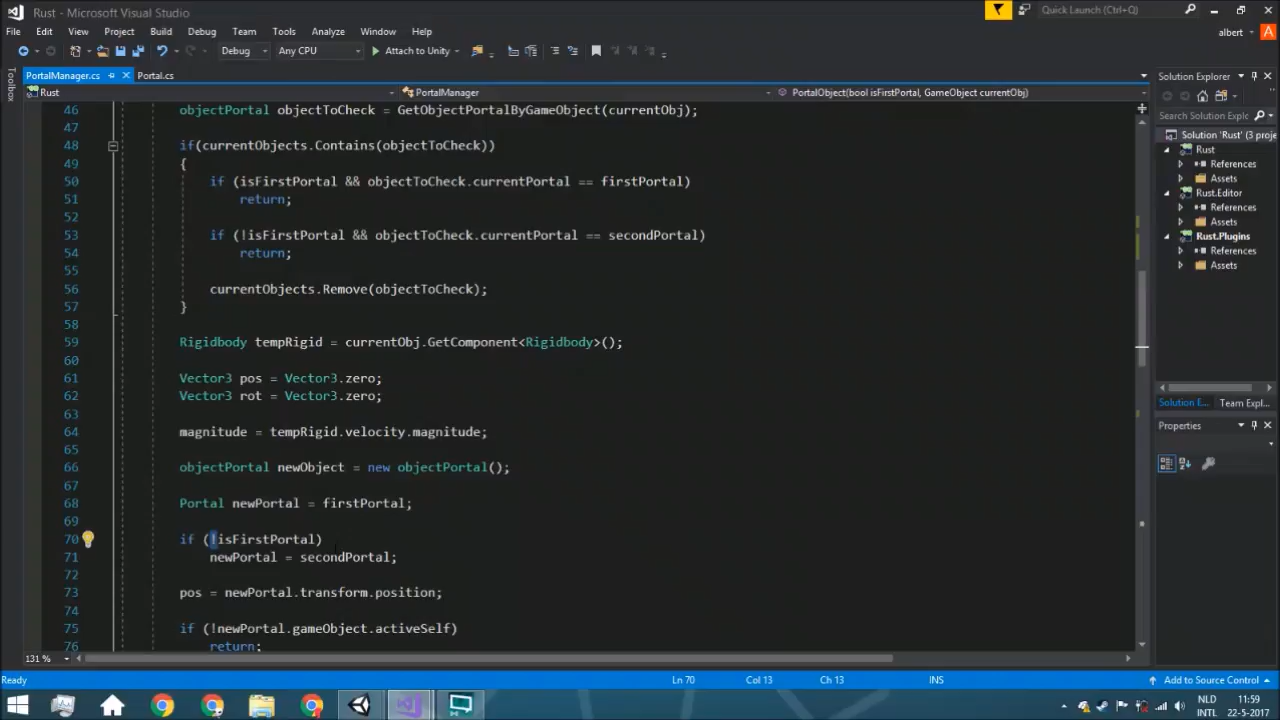 Rust - Microsoft Visual Studio
Quick Launch (Ctrl+Q)
File Edit View Project Build Debug Team Tools Analyze Window Help
albert A
Debug Any CPU Attach to Unity
Toolbox
PortalManager.cs Portal.cs
Rust PortalManager PortalObject(bool isFirstPortal, GameObject currentObj)
46 objectPortal objectToCheck = GetObjectPortalByGameObject(currentObj);
47
48 if(currentObjects.Contains(objectToCheck))
49 {
50 if (isFirstPortal && objectToCheck.currentPortal == firstPortal)
51 return;
52
53 if (!isFirstPortal && objectToCheck.currentPortal == secondPortal)
54 return;
55
56 currentObjects.Remove(objectToCheck);
57 }
58
59 Rigidbody tempRigid = currentObj.GetComponent<Rigidbody>();
60
61 Vector3 pos = Vector3.zero;
62 Vector3 rot = Vector3.zero;
63
64 magnitude = tempRigid.velocity.magnitude;
65
66 objectPortal newObject = new objectPortal();
67
68 Portal newPortal = firstPortal;
69
70 if (!isFirstPortal)
71 newPortal = secondPortal;
72
73 pos = newPortal.transform.position;
74
75 if (!newPortal.gameObject.activeSelf)
76 return;
131 %
Solution Explorer
Search Solution Explo
Solution 'Rust' (3 proje
Rust
References
Assets
Rust.Editor
References
Assets
Rust.Plugins
References
Assets
Solution E... Team Expl...
Properties
Ready Ln 70 Col 13 Ch 13 INS Add to Source Control
NLD 11:59
INTL 22-5-2017